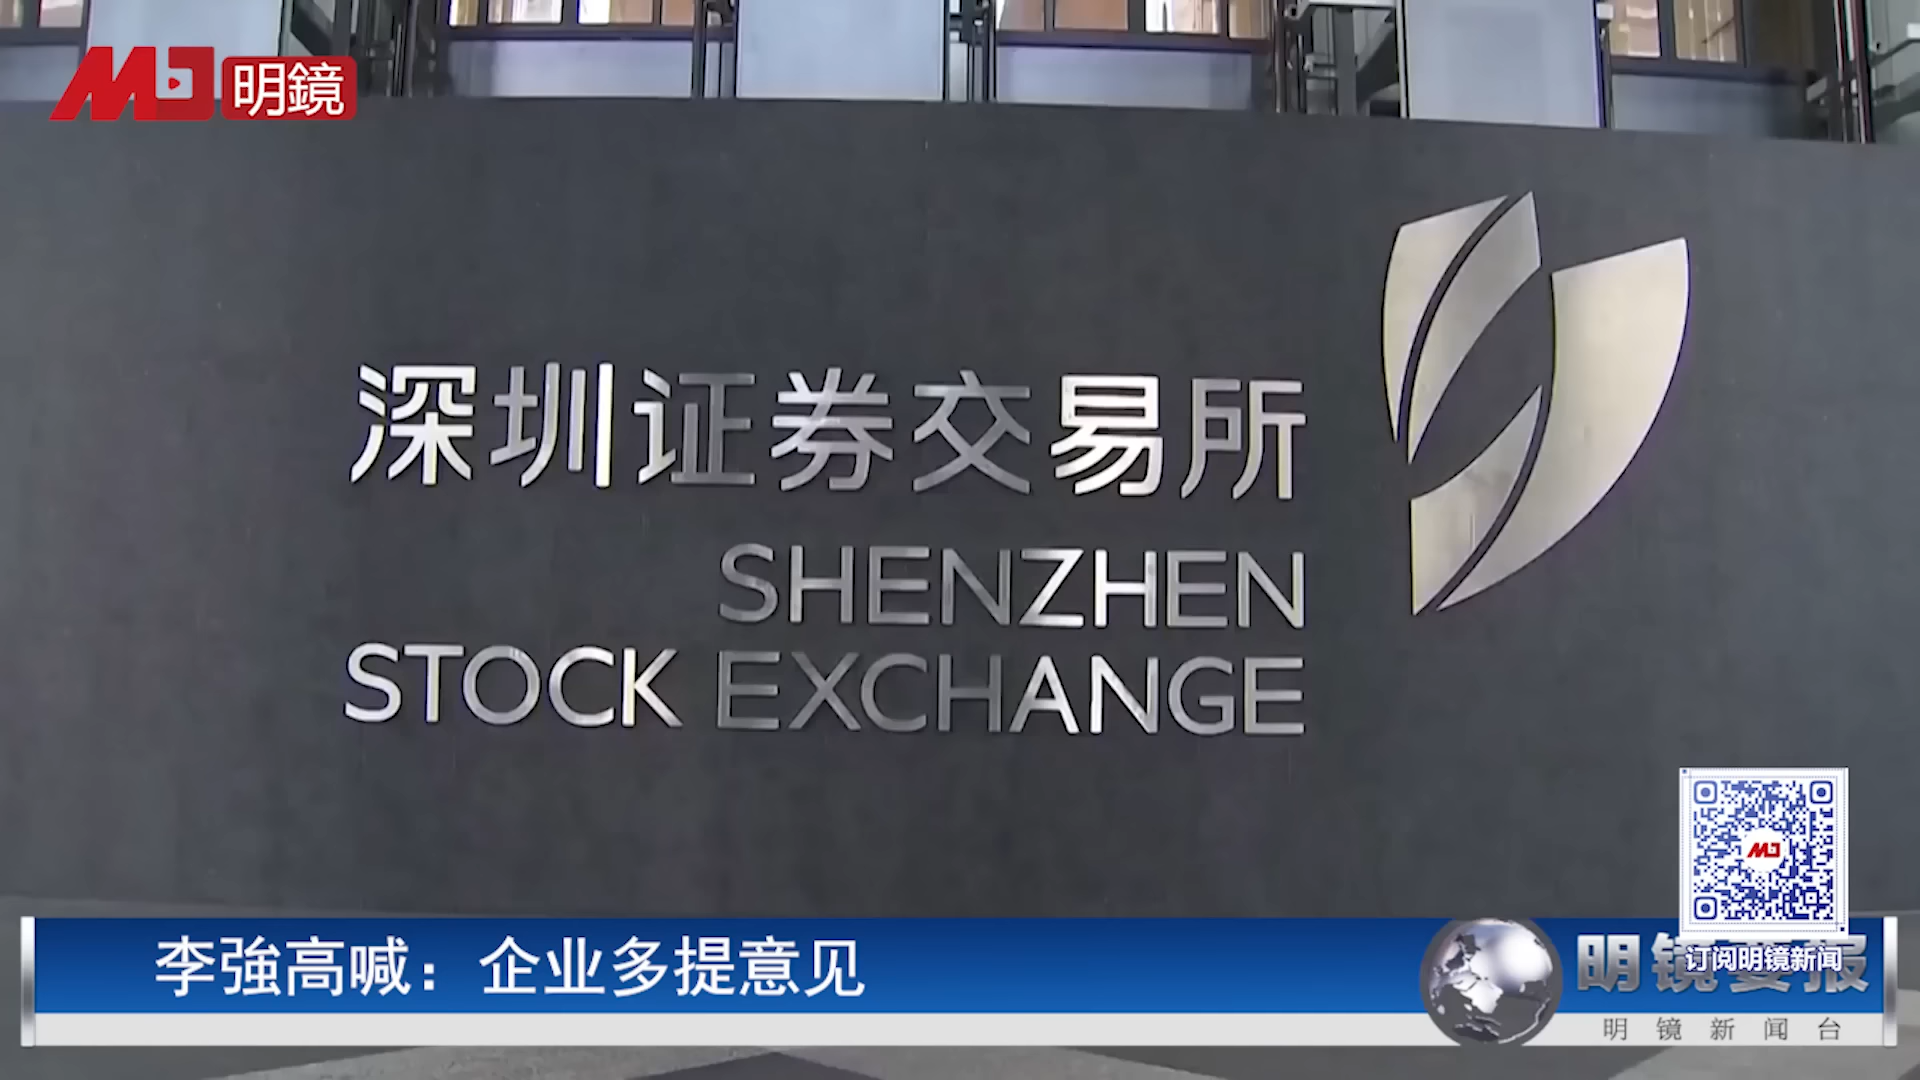 明鏡
深圳证券交易所
SHENZHEN
STOCK EXCHANGE
李強高喊：企业多提意见
明镜要报
订阅明镜新闻
明镜新闻台